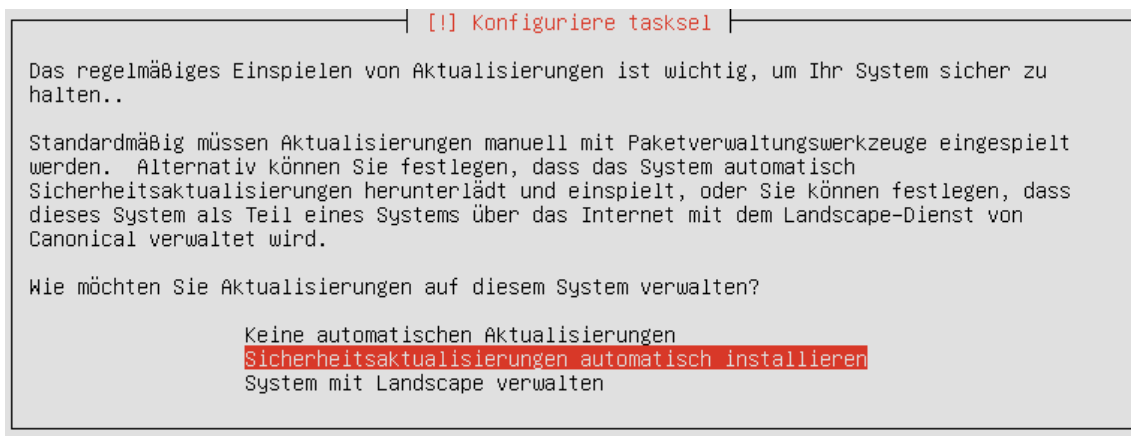 [!] Konfiguriere tasksel
Das regelmäßiges Einspielen von Aktualisierungen ist wichtig, um Ihr System sicher zu
halten..
Standardmäßig müssen Aktualisierungen manuell mit Paketverwaltungswerkzeuge eingespielt
werden.  Alternativ können Sie festlegen, dass das System automatisch
Sicherheitsaktualisierungen herunterlädt und einspielt, oder Sie können festlegen, dass
dieses System als Teil eines Systems über das Internet mit dem Landscape-Dienst von
Canonical verwaltet wird.
Wie möchten Sie Aktualisierungen auf diesem System verwalten?
Keine automatischen Aktualisierungen
Sicherheitsaktualisierungen automatisch installieren
System mit Landscape verwalten